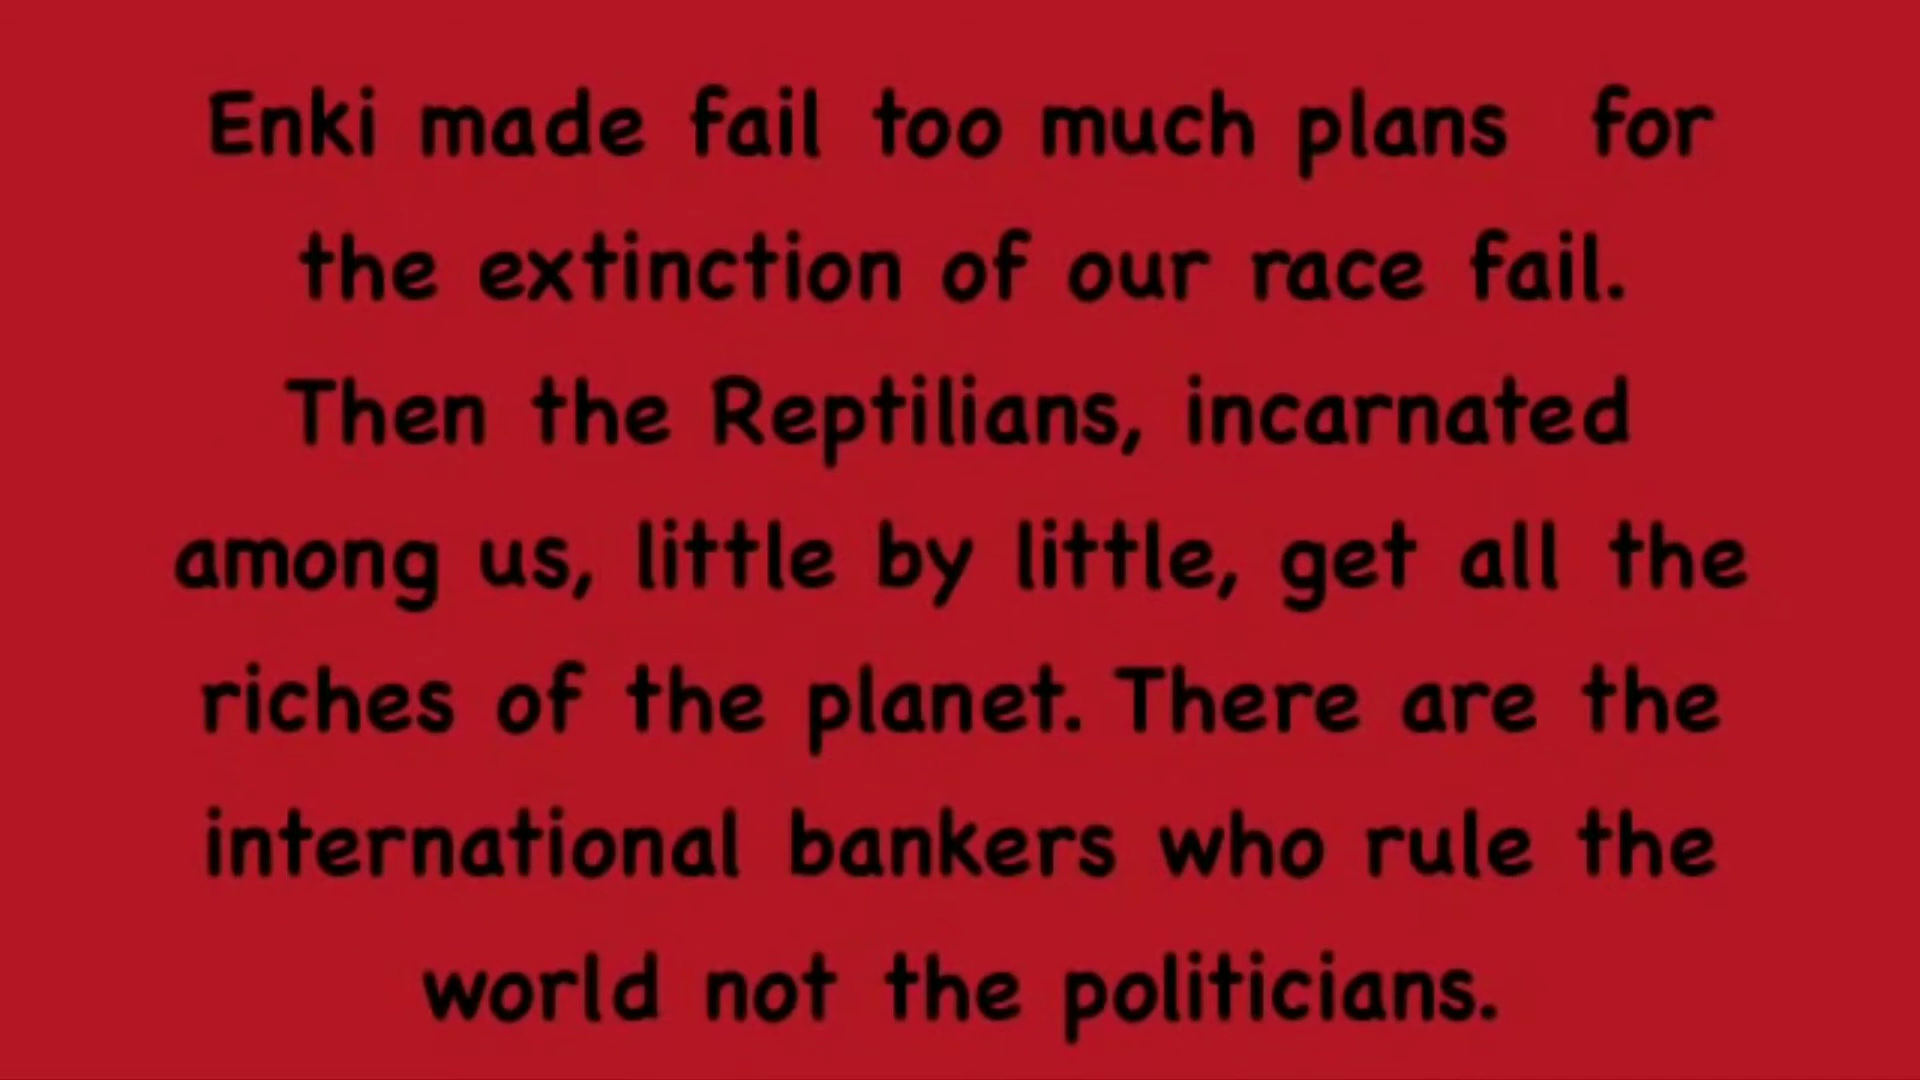 Enki made fail too much plans for
the extinction of our race fail.
Then the Reptilians, incarnated
among us, little by little, get all the
riches of the planet. There are the
international bankers who rule the
world not the politicians.